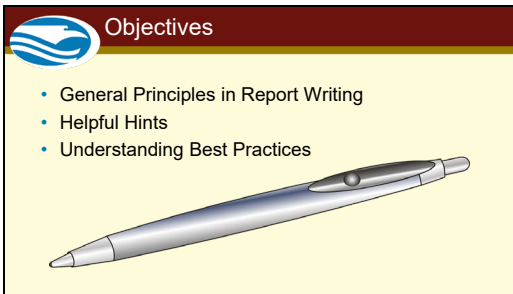 Objectives
• General Principles in Report Writing
• Helpful Hints
• Understanding Best Practices